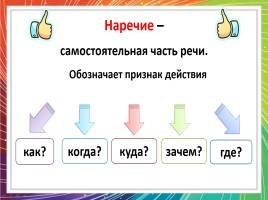 Наречие –
самостоятельная часть речи.
Обозначает признак действия
как? когда? куда? зачем? где?